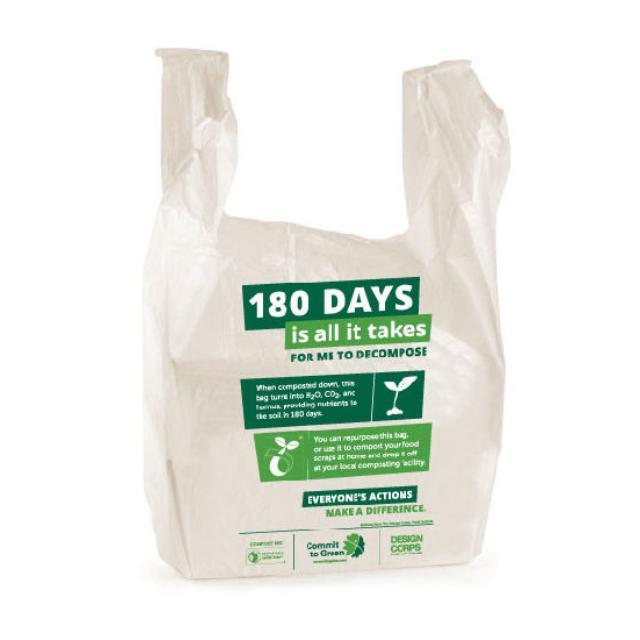 180 DAYS
is all it takes
FOR ME TO DECOMPOSE
When composted down, this
bag turns into H₂O, CO₂, and
humus, providing nutrients to
the soil in 180 days.
You can repurpose this bag,
or use it to compost your food
scraps at home and drop it off
at your local composting facility.
EVERYONE'S ACTIONS
MAKE A DIFFERENCE.
COMPOST ME
Commit
to Green
DESIGN
CORPS